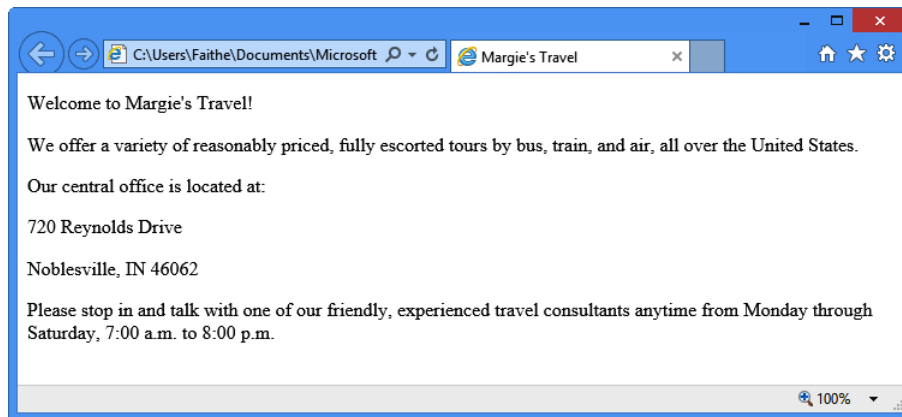 C:\Users\Faithe\Documents\Microsoft
Margie's Travel
Welcome to Margie's Travel!
We offer a variety of reasonably priced, fully escorted tours by bus, train, and air, all over the United States.
Our central office is located at:
720 Reynolds Drive
Noblesville, IN 46062
Please stop in and talk with one of our friendly, experienced travel consultants anytime from Monday through
Saturday, 7:00 a.m. to 8:00 p.m.
100%